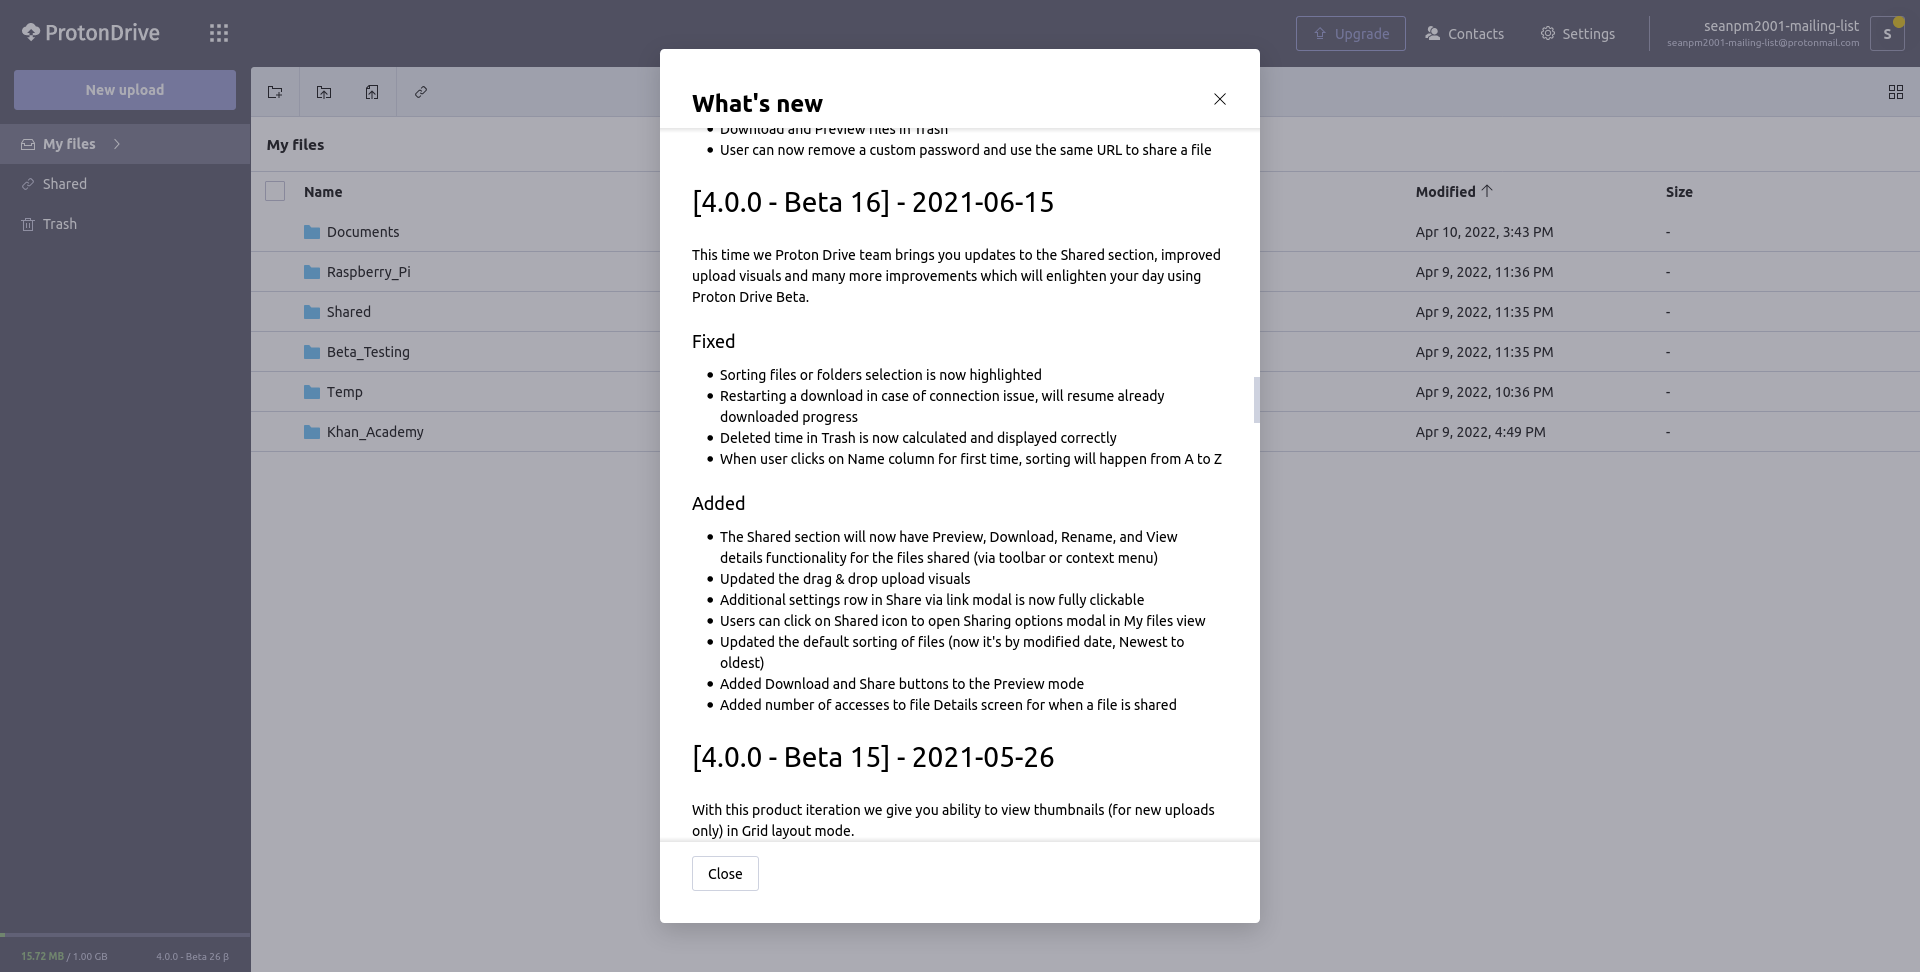 ProtonDrive
Upgrade
Contacts
Settings
seanpm2001-mailing-list
seanpm2001-mailing-list@protonmail.com
S
New upload
My files
Shared
Trash
15.72 MB / 1.00 GB
4.0.0 - Beta 26 β
My files
Name
Modified
Size
Documents
Apr 10, 2022, 3:43 PM
-
Raspberry_Pi
Apr 9, 2022, 11:36 PM
-
Shared
Apr 9, 2022, 11:35 PM
-
Beta_Testing
Apr 9, 2022, 11:35 PM
-
Temp
Apr 9, 2022, 10:36 PM
-
Khan_Academy
Apr 9, 2022, 4:49 PM
-
What's new
• Download and Preview files in Trash
• User can now remove a custom password and use the same URL to share a file
[4.0.0 - Beta 16] - 2021-06-15
This time we Proton Drive team brings you updates to the Shared section, improved
upload visuals and many more improvements which will enlighten your day using
Proton Drive Beta.
Fixed
• Sorting files or folders selection is now highlighted
• Restarting a download in case of connection issue, will resume already
downloaded progress
• Deleted time in Trash is now calculated and displayed correctly
• When user clicks on Name column for first time, sorting will happen from A to Z
Added
• The Shared section will now have Preview, Download, Rename, and View
details functionality for the files shared (via toolbar or context menu)
• Updated the drag & drop upload visuals
• Additional settings row in Share via link modal is now fully clickable
• Users can click on Shared icon to open Sharing options modal in My files view
• Updated the default sorting of files (now it's by modified date, Newest to
oldest)
• Added Download and Share buttons to the Preview mode
• Added number of accesses to file Details screen for when a file is shared
[4.0.0 - Beta 15] - 2021-05-26
With this product iteration we give you ability to view thumbnails (for new uploads
only) in Grid layout mode.
Close